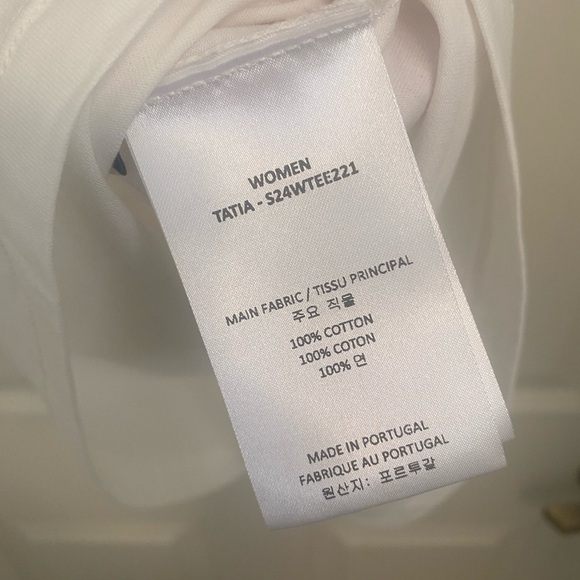 WOMEN
TATIA - S24WTEE221
MAIN FABRIC / TISSU PRINCIPAL
주요 직물
100% COTTON
100% COTON
100% 면
MADE IN PORTUGAL
FABRIQUE AU PORTUGAL
원산지: 포르투갈